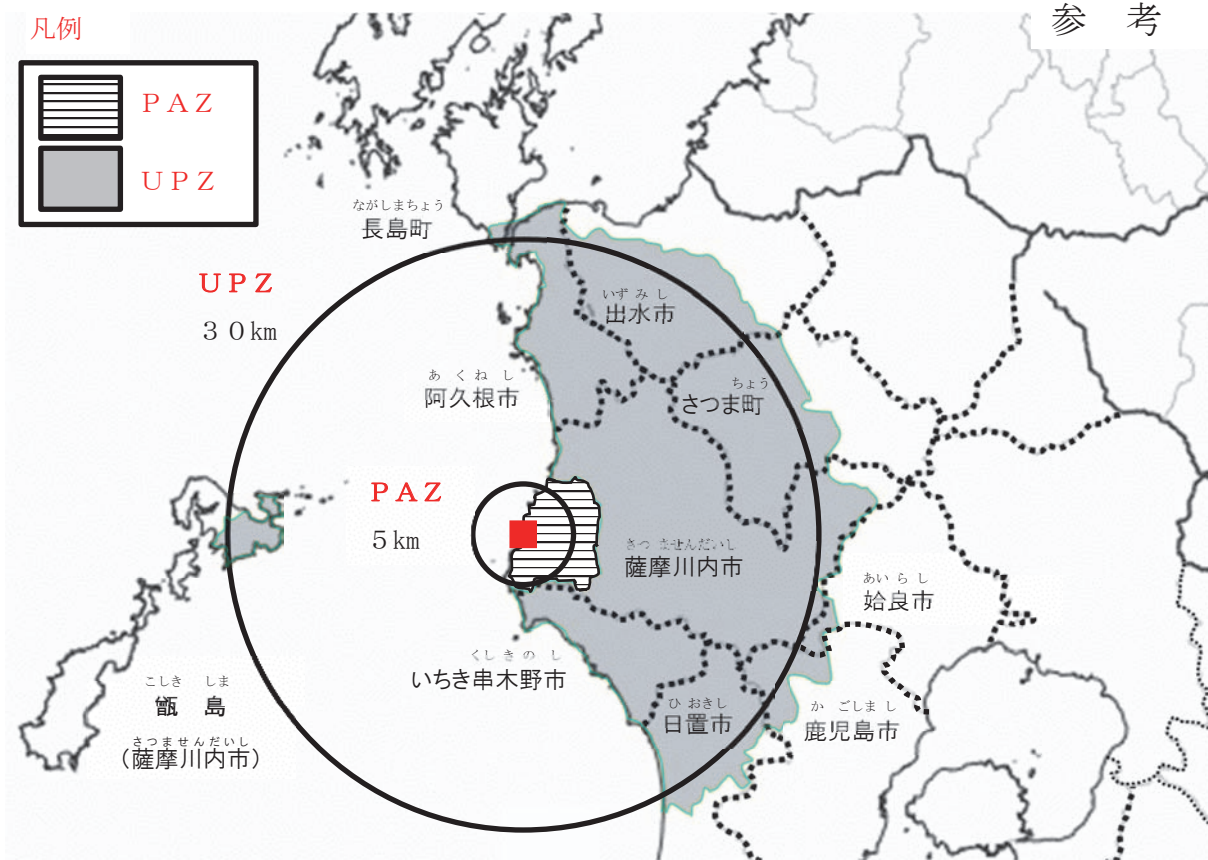 参 考
凡例
ＰＡＺ
ＵＰＺ
ながしまちょう
長島町
ＵＰＺ
３０km
いずみし
出水市
あくねし
阿久根市
ちょう
さつま町
ＰＡＺ
５km
さつませんだいし
薩摩川内市
あいらし
姶良市
くしきのし
いちき串木野市
こしき しま
甑 島
さつませんだいし
（薩摩川内市）
ひおきし
日置市
かごしまし
鹿児島市